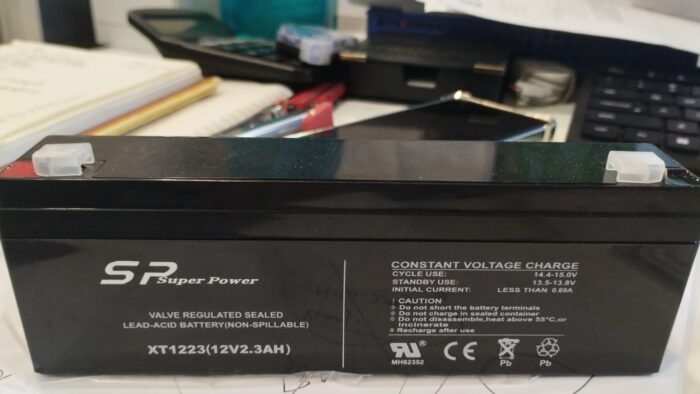 SP Super Power
VALVE REGULATED SEALED
LEAD-ACID BATTERY(NON-SPILLABLE)
XT1223(12V2.3AH)
CONSTANT VOLTAGE CHARGE
CYCLE USE: 14.4-15.0V
STANDBY USE: 13.5-13.8V
INITIAL CURRENT: LESS THAN 0.69A
! CAUTION
Do not short the battery terminals
Do not charge in sealed container
Do not disassemble,heat above 55°C,or
incinerate
Recharge after use
MH62352
CE
Pb
Pb